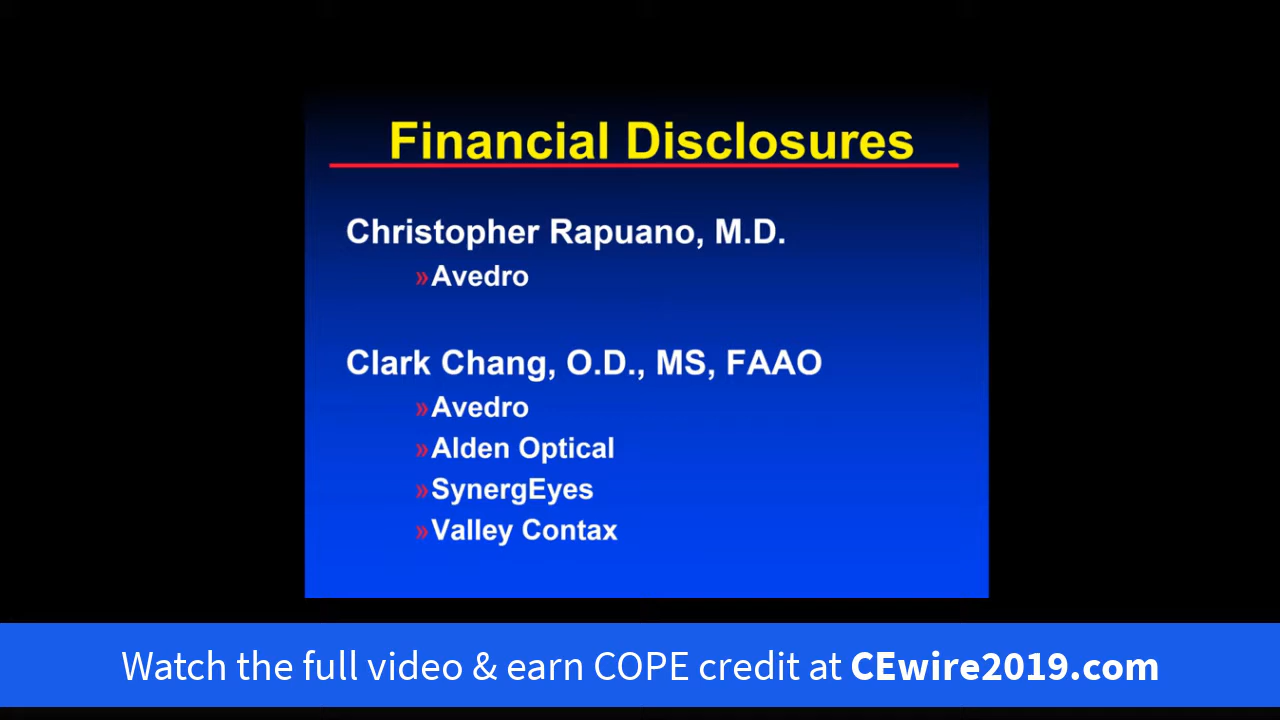 Financial Disclosures
Christopher Rapuano, M.D.
»Avedro
Clark Chang, O.D., MS, FAAO
»Avedro
»Alden Optical
»SynergEyes
»Valley Contax
Watch the full video & earn COPE credit at CEwire2019.com